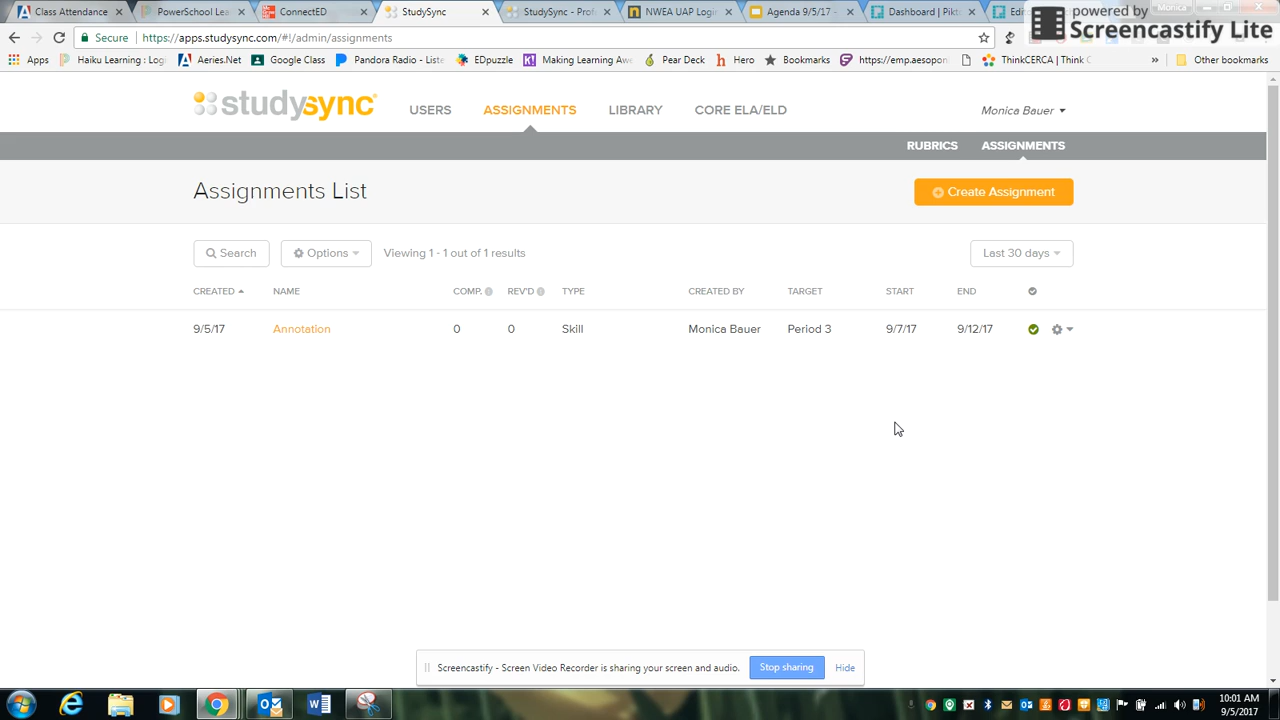 powered by
Screencastify Lite
Class Attendance
PowerSchool Lea
ConnectED
StudySync
StudySync - Prof
NWEA UAP Login
Agenda 9/5/17 -
Dashboard | Pikt
Edit
Monica
Secure
https://apps.studysync.com/#!/admin/assignments
Apps
Haiku Learning : Logi
Aeries.Net
Google Class
Pandora Radio - Liste
EDpuzzle
Making Learning Awe
Pear Deck
Hero
Bookmarks
https://emp.aesopon
ThinkCERCA | Think C
»
Other bookmarks
studysync
USERS
ASSIGNMENTS
LIBRARY
CORE ELA/ELD
Monica Bauer
RUBRICS
ASSIGNMENTS
Assignments List
Create Assignment
Search
Options
Viewing 1 - 1 out of 1 results
Last 30 days
CREATED NAME COMP. REV'D TYPE CREATED BY TARGET START END
9/5/17 Annotation 0 0 Skill Monica Bauer Period 3 9/7/17 9/12/17
Screencastify - Screen Video Recorder is sharing your screen and audio.
Stop sharing
Hide
10:01 AM
9/5/2017